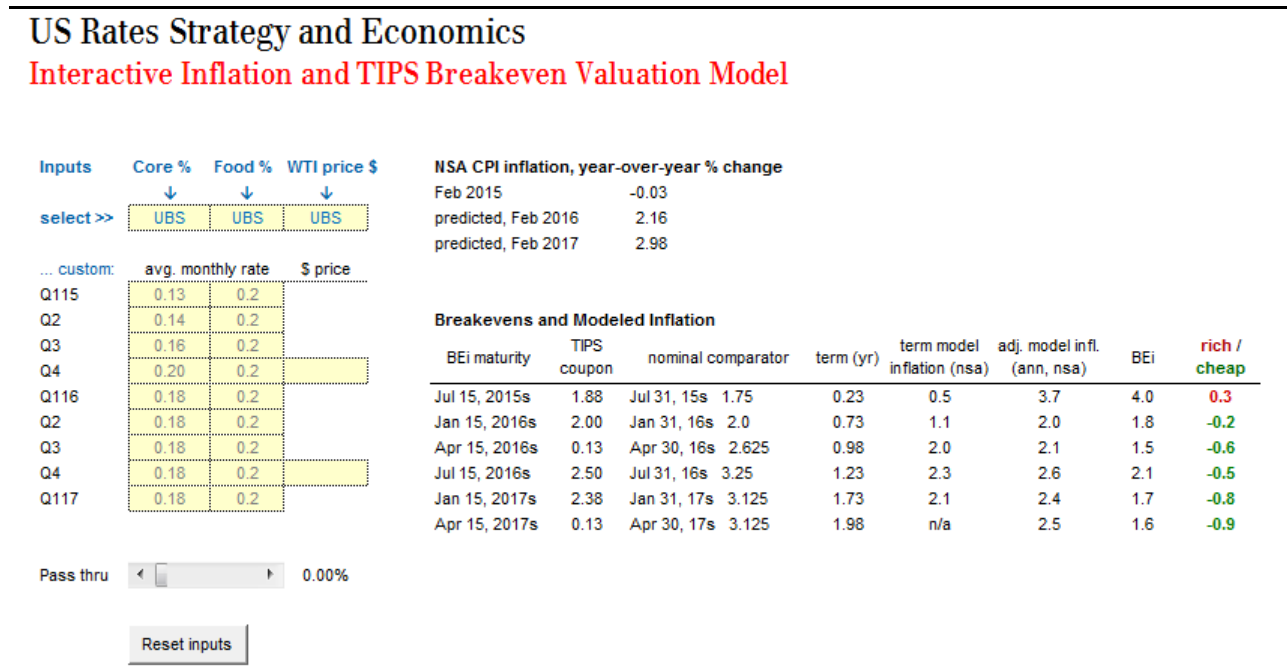 US Rates Strategy and Economics
Interactive Inflation and TIPS Breakeven Valuation Model
Inputs Core % Food % WTI price $
↓ ↓ ↓
select >> UBS UBS UBS
... custom: avg. monthly rate $ price
Q115 0.13 0.2
Q2 0.14 0.2
Q3 0.16 0.2
Q4 0.20 0.2
Q116 0.18 0.2
Q2 0.18 0.2
Q3 0.18 0.2
Q4 0.18 0.2
Q117 0.18 0.2
Pass thru 0.00%
Reset inputs
NSA CPI inflation, year-over-year % change
Feb 2015 -0.03
predicted, Feb 2016 2.16
predicted, Feb 2017 2.98
Breakevens and Modeled Inflation
BEi maturity TIPS coupon nominal comparator term (yr) term model inflation (nsa) adj. model infl. (ann, nsa) BEi rich / cheap
Jul 15, 2015s 1.88 Jul 31, 15s 1.75 0.23 0.5 3.7 4.0 0.3
Jan 15, 2016s 2.00 Jan 31, 16s 2.0 0.73 1.1 2.0 1.8 -0.2
Apr 15, 2016s 0.13 Apr 30, 16s 2.625 0.98 2.0 2.1 1.5 -0.6
Jul 15, 2016s 2.50 Jul 31, 16s 3.25 1.23 2.3 2.6 2.1 -0.5
Jan 15, 2017s 2.38 Jan 31, 17s 3.125 1.73 2.1 2.4 1.7 -0.8
Apr 15, 2017s 0.13 Apr 30, 17s 3.125 1.98 n/a 2.5 1.6 -0.9